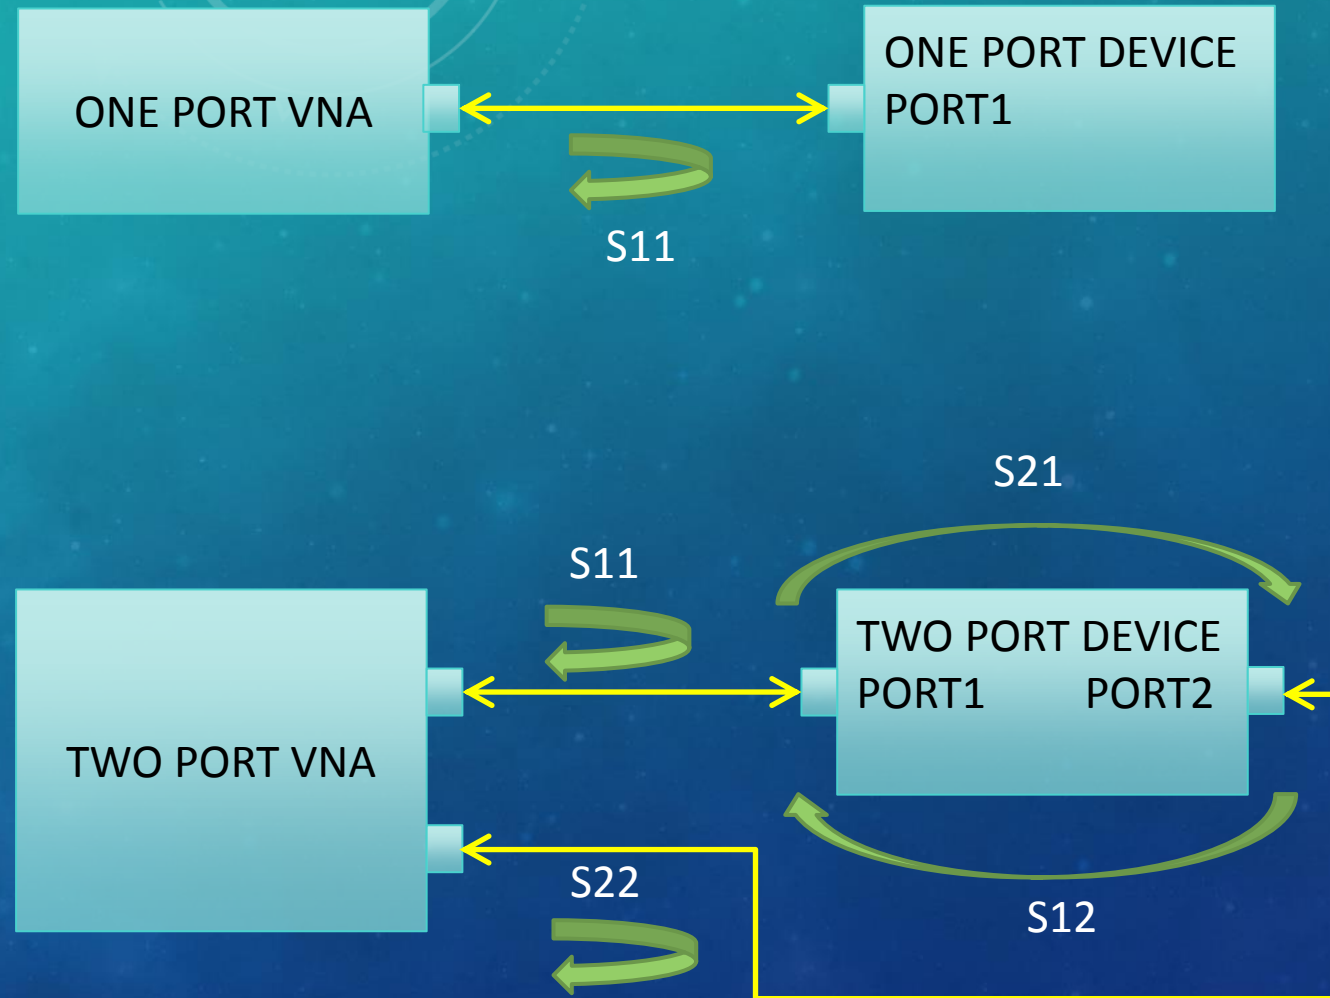 ONE PORT VNA
ONE PORT DEVICE
PORT1
S11
S21
S11
TWO PORT DEVICE
PORT1 PORT2
TWO PORT VNA
S22
S12